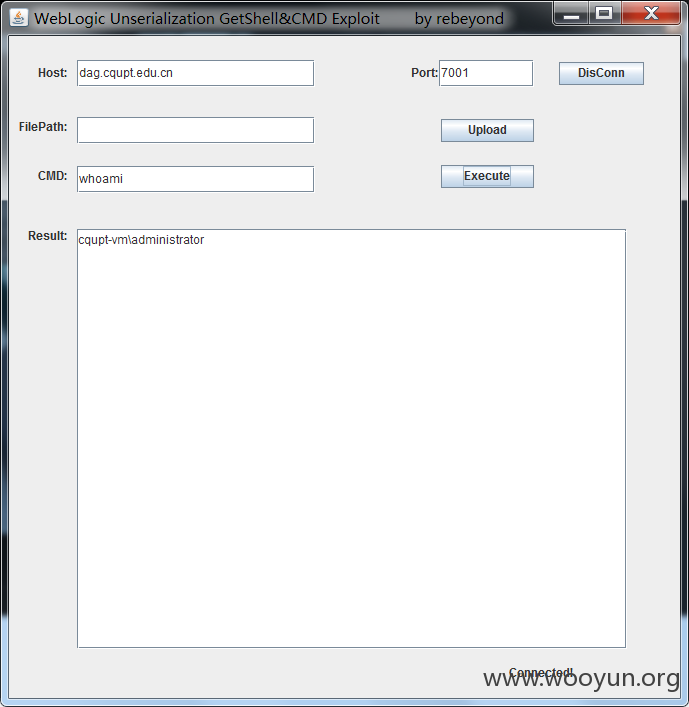 WebLogic Unserialization GetShell&CMD Exploit by rebeyond
Host: dag.cqupt.edu.cn Port: 7001 DisConn
FilePath: Upload
CMD: whoami Execute
Result: cqupt-vm\administrator
Connected!
www.wooyun.org